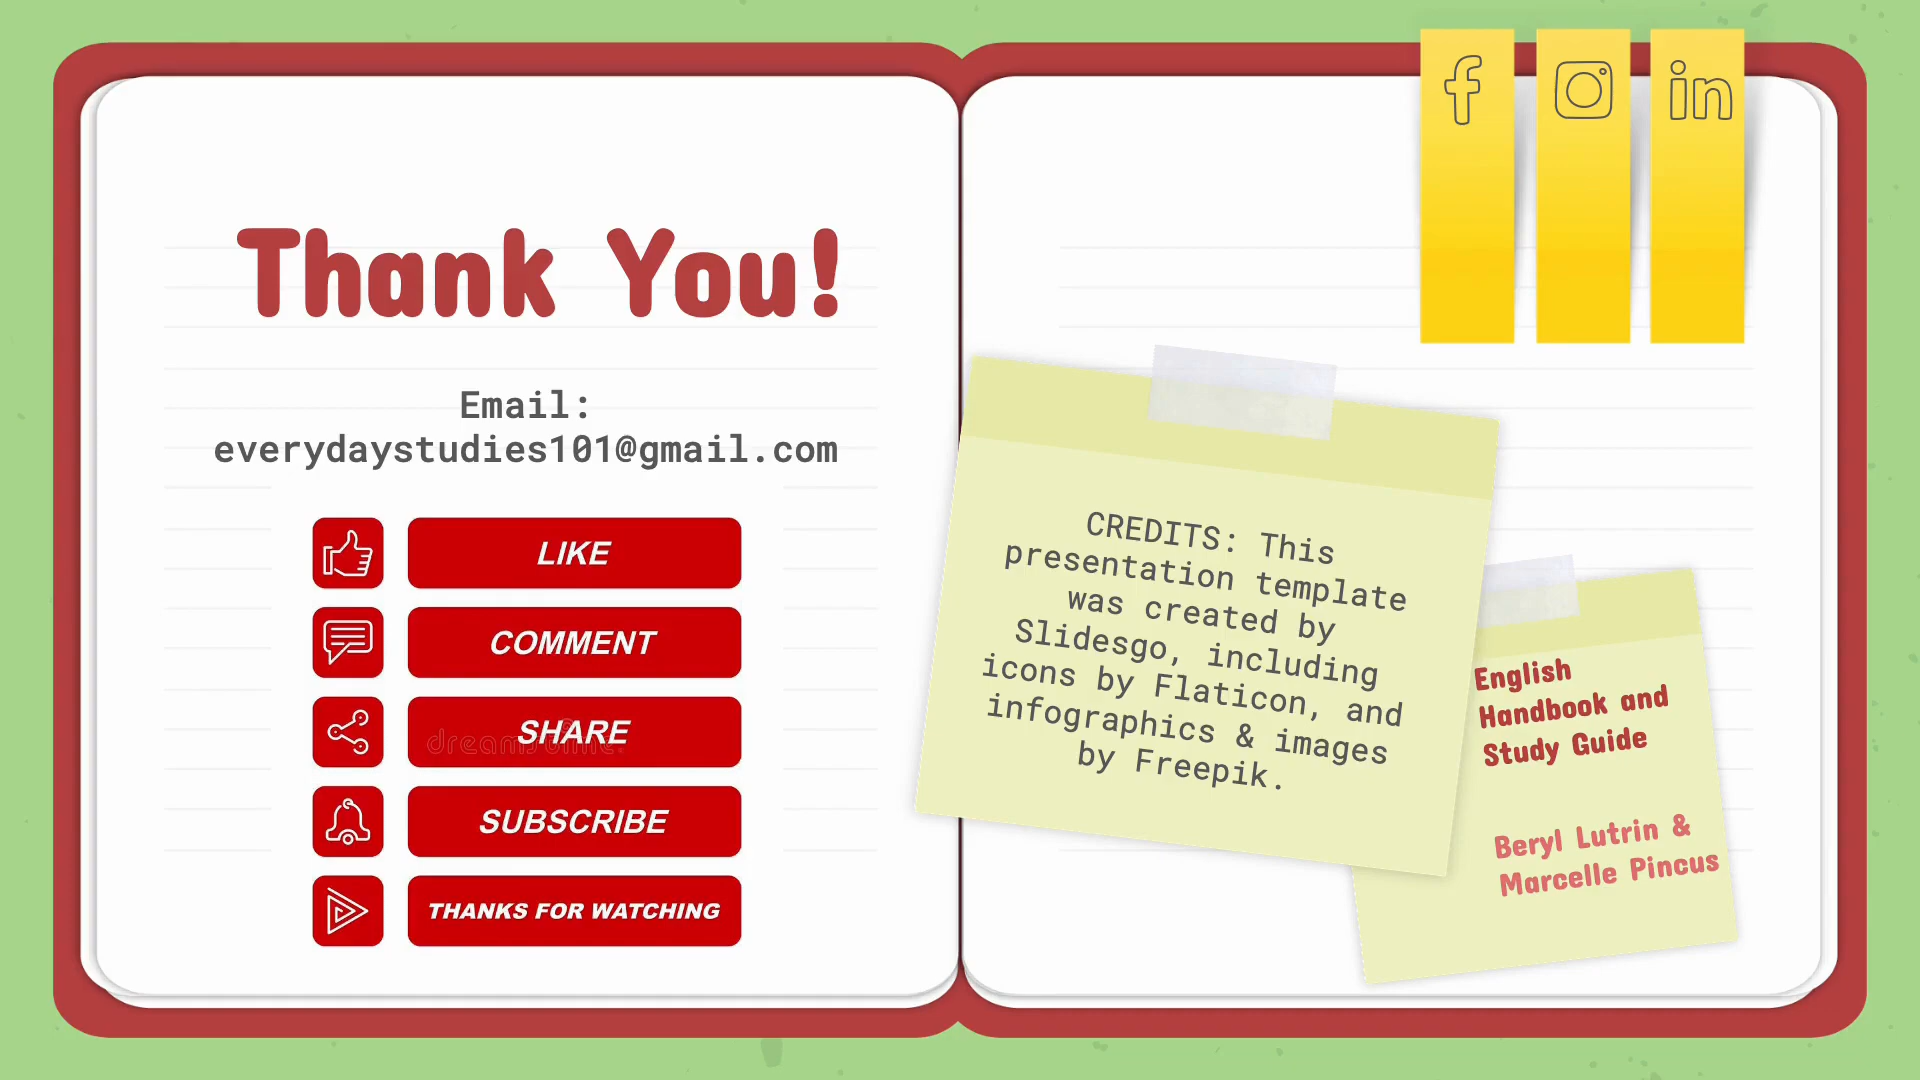 Thank You!
Email:
everydaystudies101@gmail.com
LIKE
COMMENT
SHARE
dreamstime.
SUBSCRIBE
THANKS FOR WATCHING
f
in
CREDITS: This
presentation template
was created by
Slidesgo, including
icons by Flaticon, and
infographics & images
by Freepik.
English
Handbook and
Study Guide
Beryl Lutrin &
Marcelle Pincus